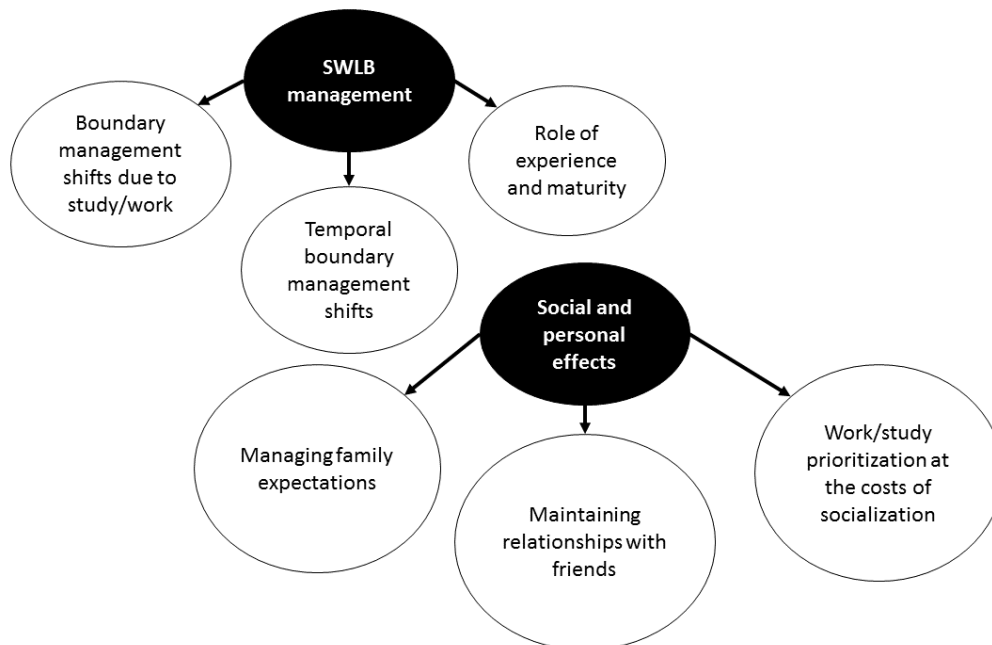 SWLB
management
Boundary
management
shifts due to
study/work
Role of
experience
and maturity
Temporal
boundary
management
shifts
Social and
personal
effects
Managing family
expectations
Maintaining
relationships with
friends
Work/study
prioritization at
the costs of
socialization